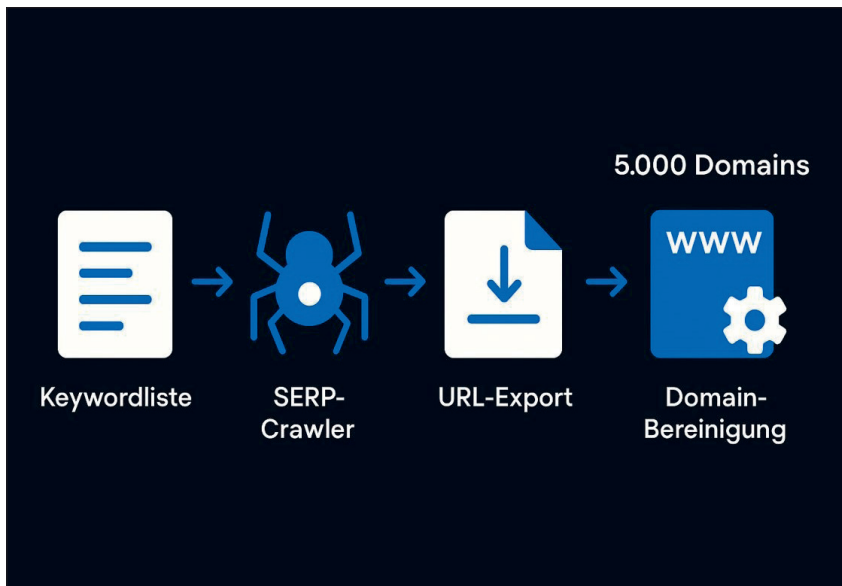 5.000 Domains
WWW
Keywordliste
SERP-
Crawler
URL-Export
Domain-
Bereinigung